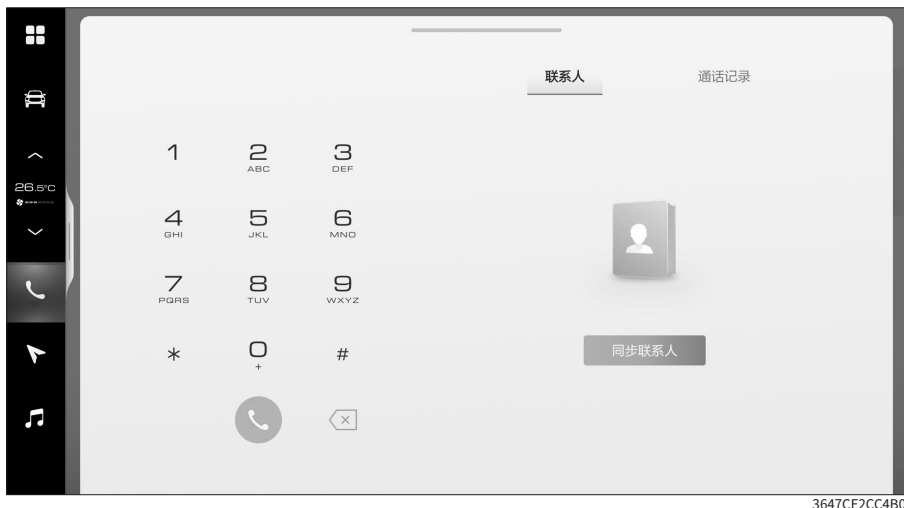 联系人 通话记录
1 2 3
ABC DEF
26.5°C
4 5 6
GHI JKL MNO
7 8 9
PQRS TUV WXYZ
* 0 #
+
同步联系人
3647CE2CC4B0